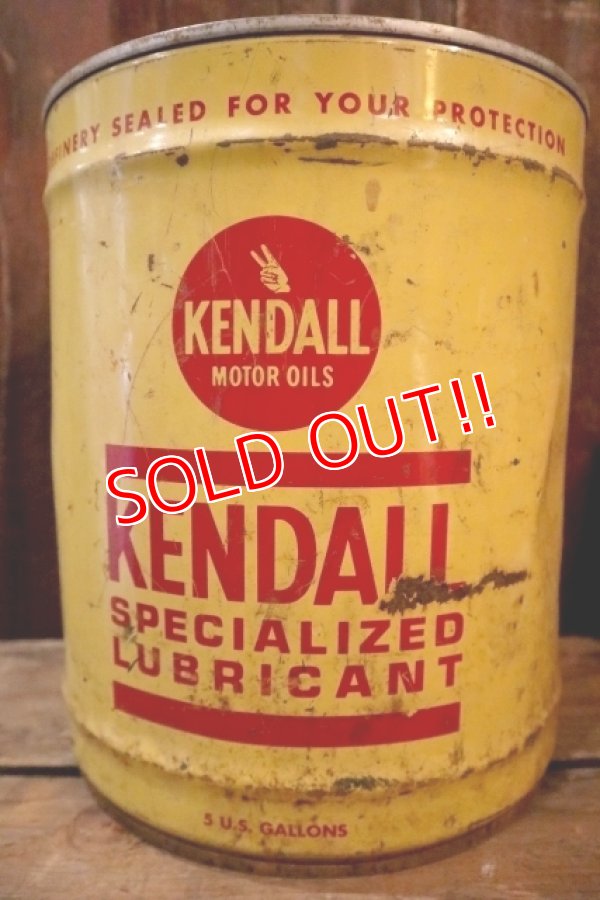 SEALED FOR YOUR PROTECTION
KENDALL
MOTOR OILS
SOLD OUT!!
KENDALL
SPECIALIZED
LUBRICANT
5 U.S. GALLONS